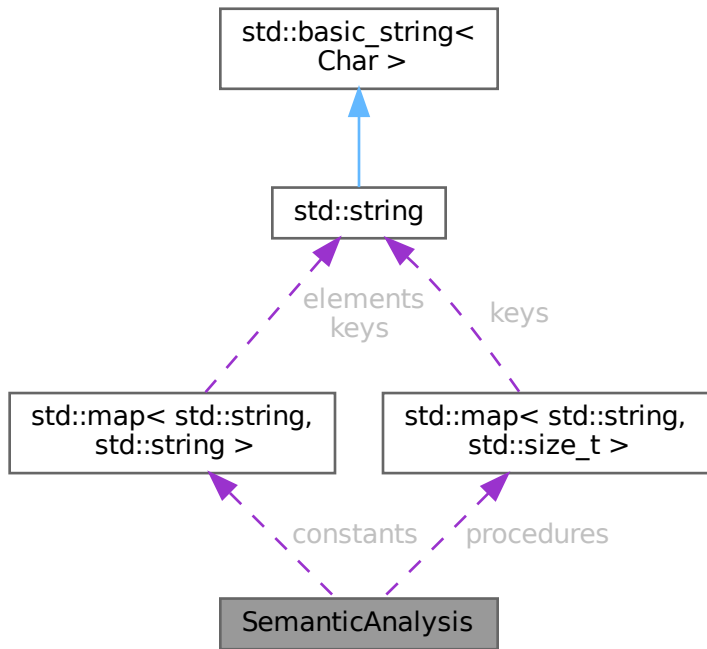 std::basic_string<
Char >
std::string
elements
keys
keys
std::map< std::string,
std::string >
std::map< std::string,
std::size_t >
constants
procedures
SemanticAnalysis